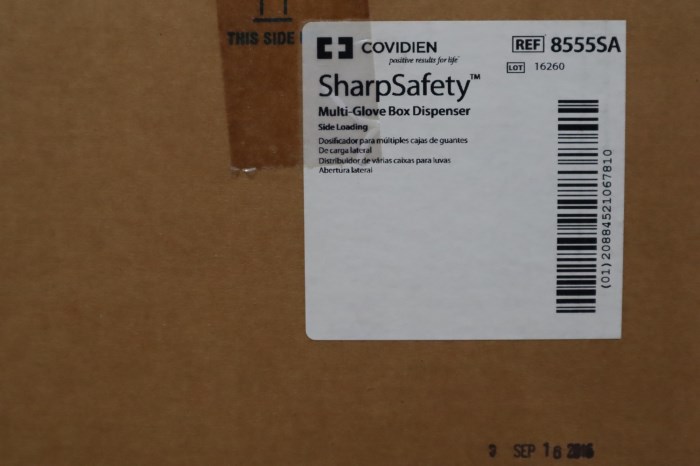 THIS SIDE
COVIDIEN
positive results for life™
REF 8555SA
LOT 16260
SharpSafety™
Multi-Glove Box Dispenser
Side Loading
Dosificador para múltiples cajas de guantes
De carga lateral
Distribuidor de várias caixas para luvas
Abertura lateral
(01)20884521067810
SEP 16